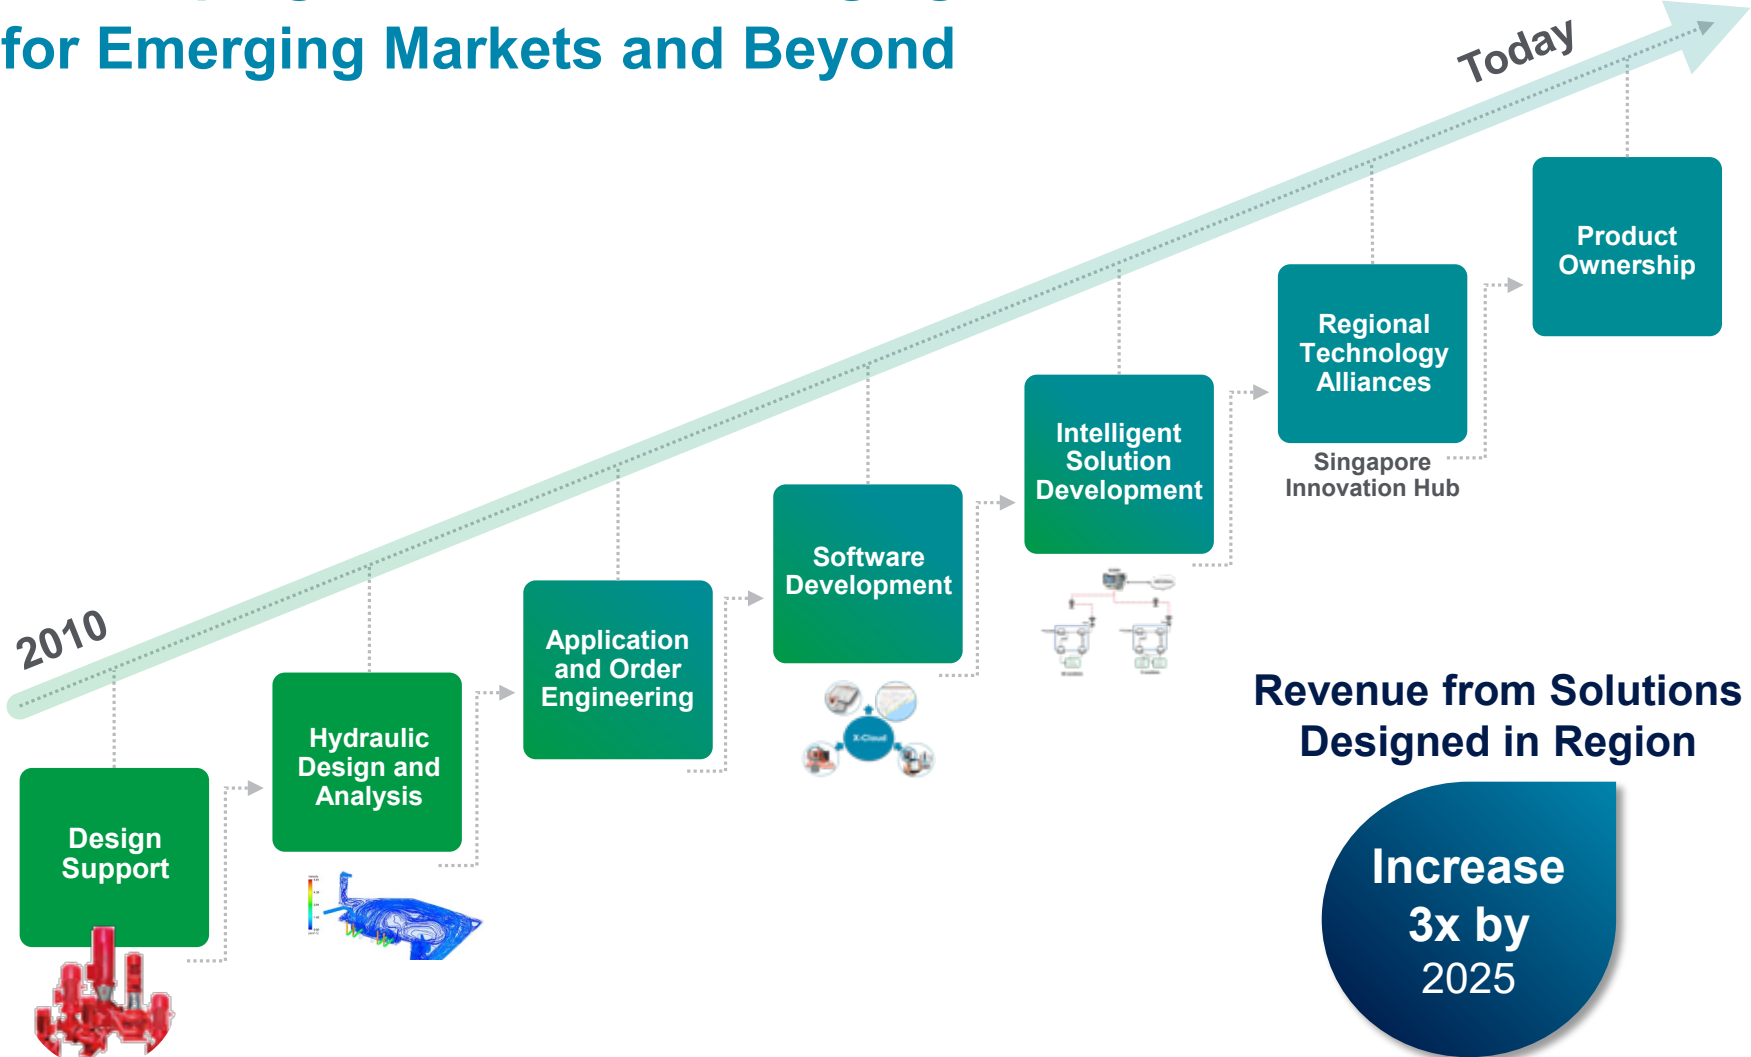 for Emerging Markets and Beyond
Today
2010
Design
Support
Hydraulic
Design and
Analysis
Application
and Order
Engineering
Software
Development
X-Cloud
Intelligent
Solution
Development
Regional
Technology
Alliances
Singapore
Innovation Hub
Product
Ownership
Revenue from Solutions
Designed in Region
Increase
3x by
2025